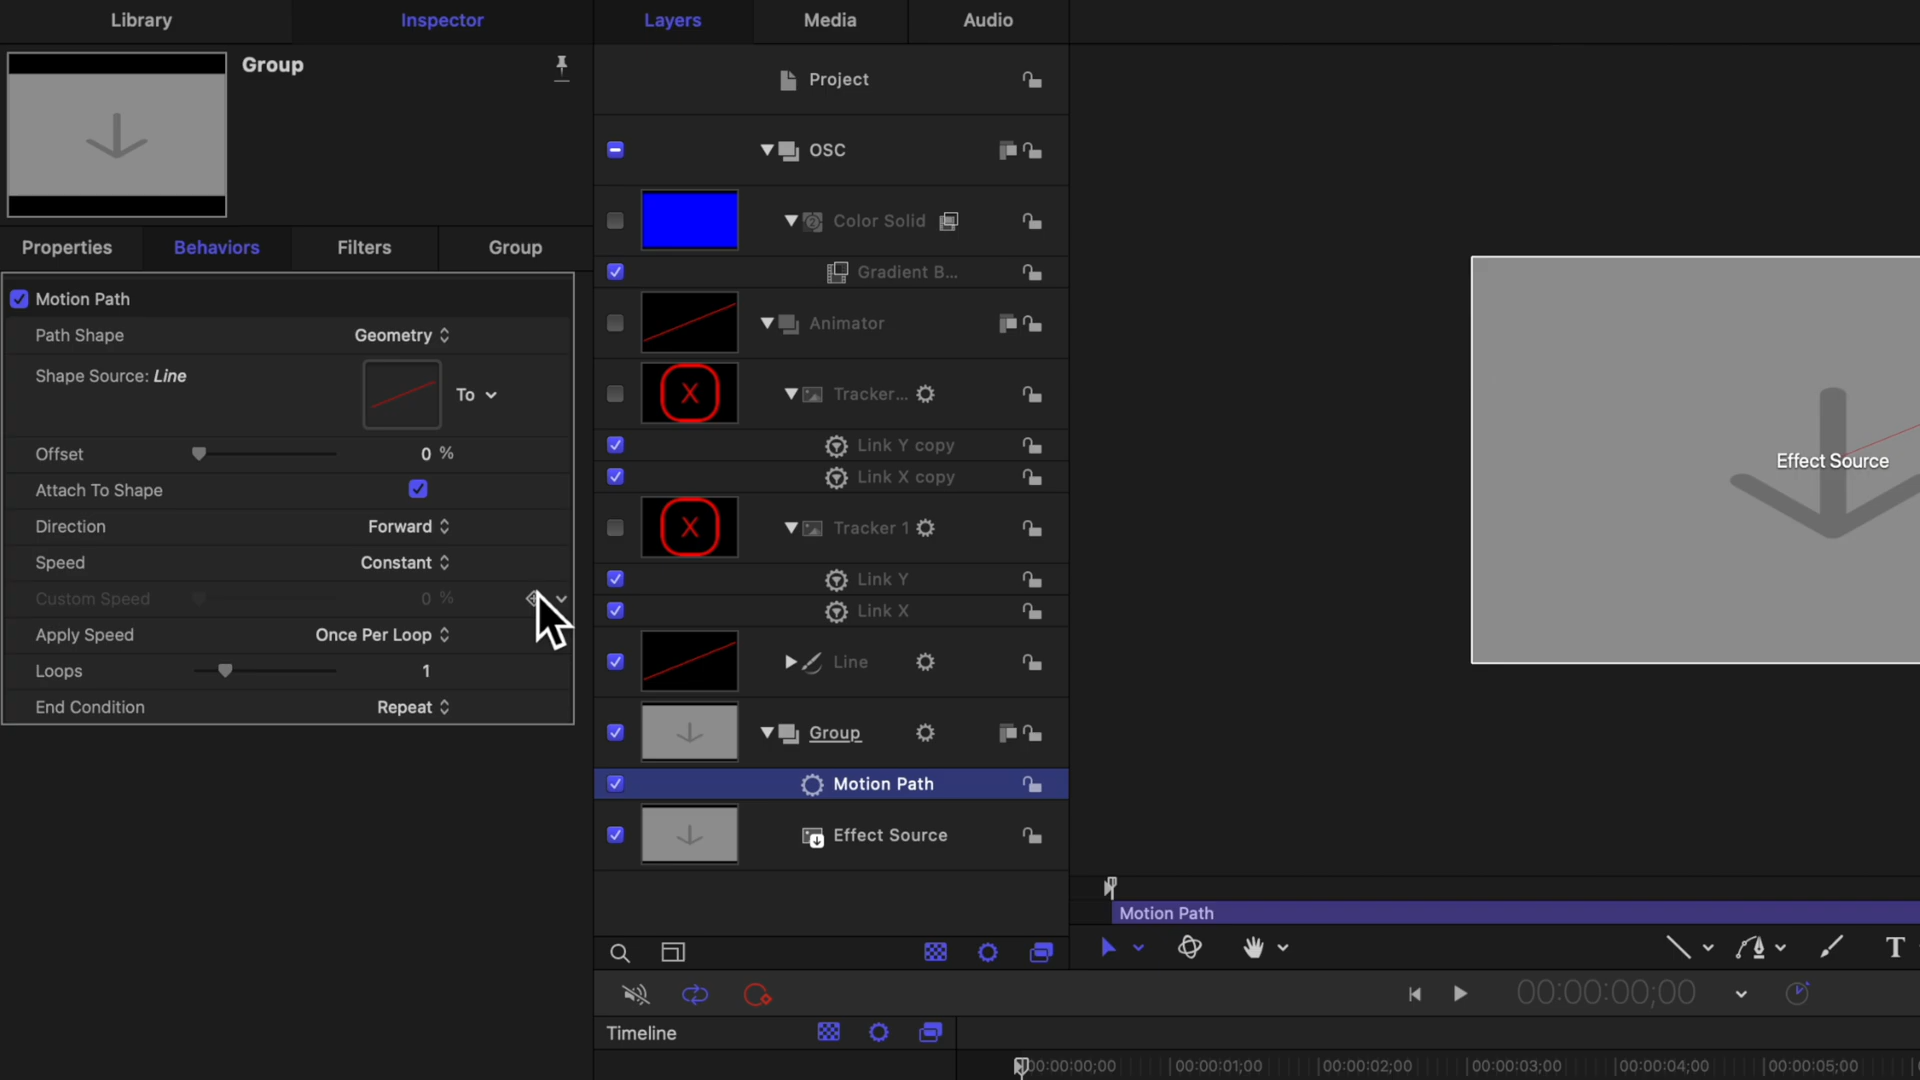 Library
Inspector
Layers
Media
Audio
Group
Properties
Behaviors
Filters
Group
Motion Path
Path Shape
Geometry
Shape Source: Line
To
Offset
0 %
Attach To Shape
Direction
Forward
Speed
Constant
Custom Speed
0 %
Apply Speed
Once Per Loop
Loops
1
End Condition
Repeat
Project
OSC
Color Solid
Gradient B...
Animator
X
Tracker...
Link Y copy
Link X copy
X
Tracker 1
Link Y
Link X
Line
Group
Motion Path
Effect Source
Effect Source
Motion Path
T
00:00:00;00
Timeline
00:00:00;00
00:00:01;00
00:00:02;00
00:00:03;00
00:00:04;00
00:00:05;00